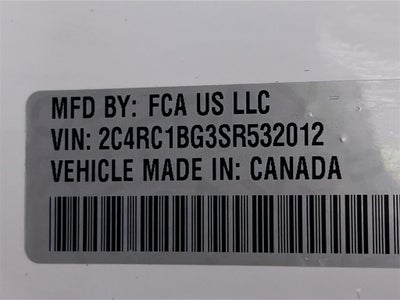 MFD BY: FCA US LLC
VIN: 2C4RC1BG3SR532012
VEHICLE MADE IN: CANADA